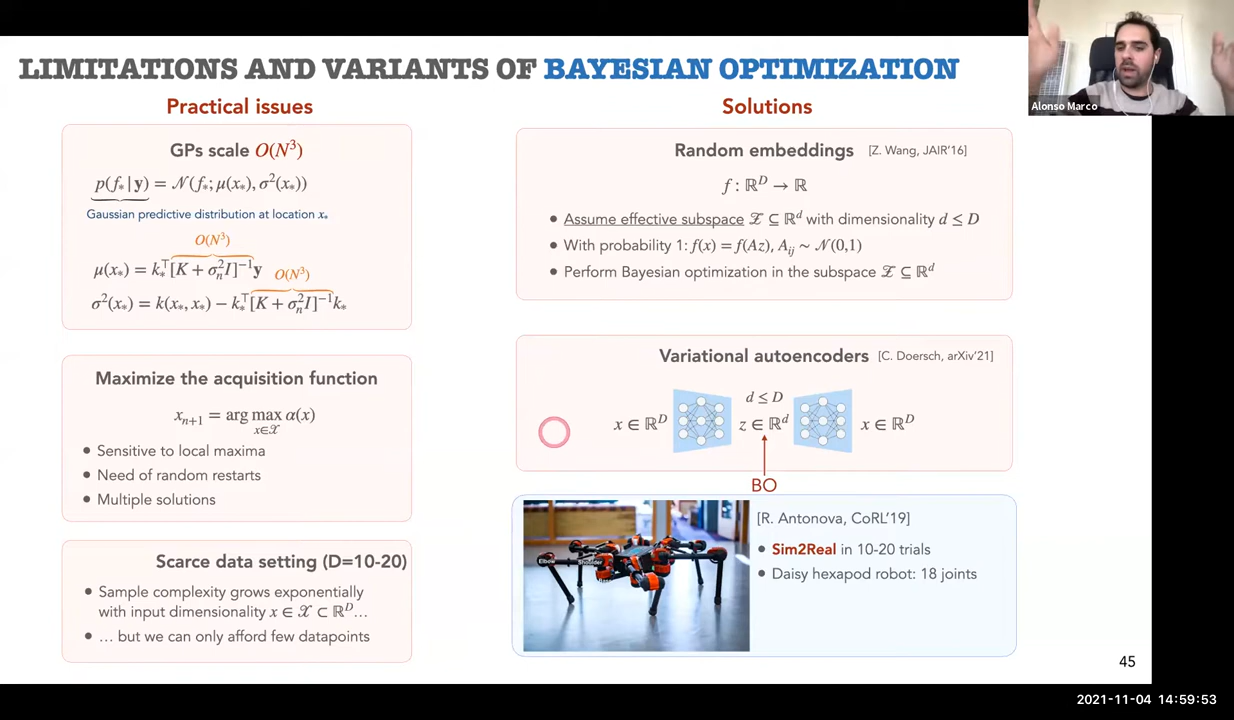 LIMITATIONS AND VARIANTS OF BAYESIAN OPTIMIZATION
Alonso Marco
Practical issues
GPs scale O(N³)
p(f* | y) = 𝒩(f*; μ(x*), σ²(x*))
Gaussian predictive distribution at location x*
O(N³)
μ(x*) = k*⊤[K + σₙ²I]⁻¹y
O(N³)
σ²(x*) = k(x*, x*) − k*⊤[K + σₙ²I]⁻¹k*
Maximize the acquisition function
xₙ₊₁ = arg max α(x)
x∈𝒳
• Sensitive to local maxima
• Need of random restarts
• Multiple solutions
Scarce data setting (D=10-20)
• Sample complexity grows exponentially
with input dimensionality x ∈ 𝒳 ⊂ ℝᴰ…
• … but we can only afford few datapoints
Solutions
Random embeddings [Z. Wang, JAIR'16]
f : ℝᴰ → ℝ
• Assume effective subspace 𝒵 ⊆ ℝᵈ with dimensionality d ≤ D
• With probability 1: f(x) = f(Az), Aᵢⱼ ∼ 𝒩(0,1)
• Perform Bayesian optimization in the subspace 𝒵 ⊆ ℝᵈ
Variational autoencoders [C. Doersch, arXiv'21]
d ≤ D
x ∈ ℝᴰ z ∈ ℝᵈ x ∈ ℝᴰ
BO
Elbow
Shoulder
[R. Antonova, CoRL'19]
• Sim2Real in 10-20 trials
• Daisy hexapod robot: 18 joints
45
2021-11-04 14:59:53